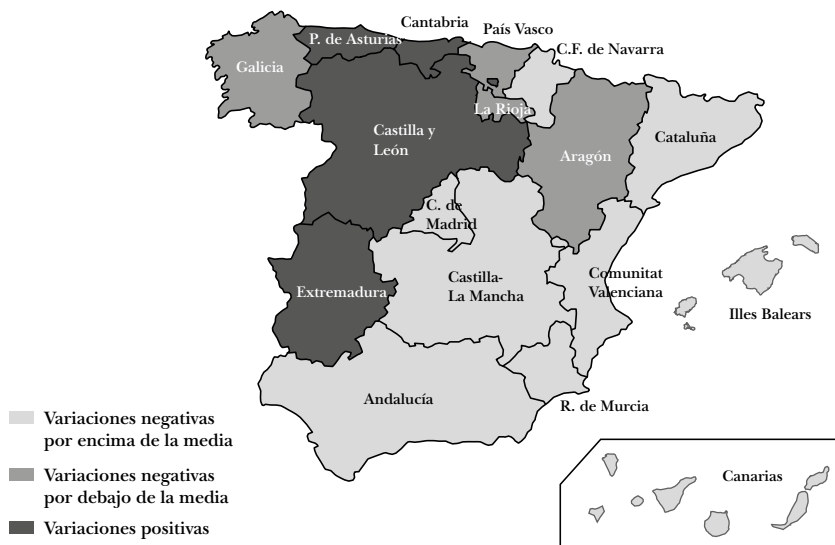 Cantabria
P. de Asturias
País Vasco
C.F. de Navarra
Galicia
La Rioja
Castilla y
León
Cataluña
Aragón
C. de
Madrid
Castilla-
La Mancha
Comunitat
Valenciana
Extremadura
Illes Balears
Andalucía
R. de Murcia
Canarias
Variaciones negativas
por encima de la media
Variaciones negativas
por debajo de la media
Variaciones positivas